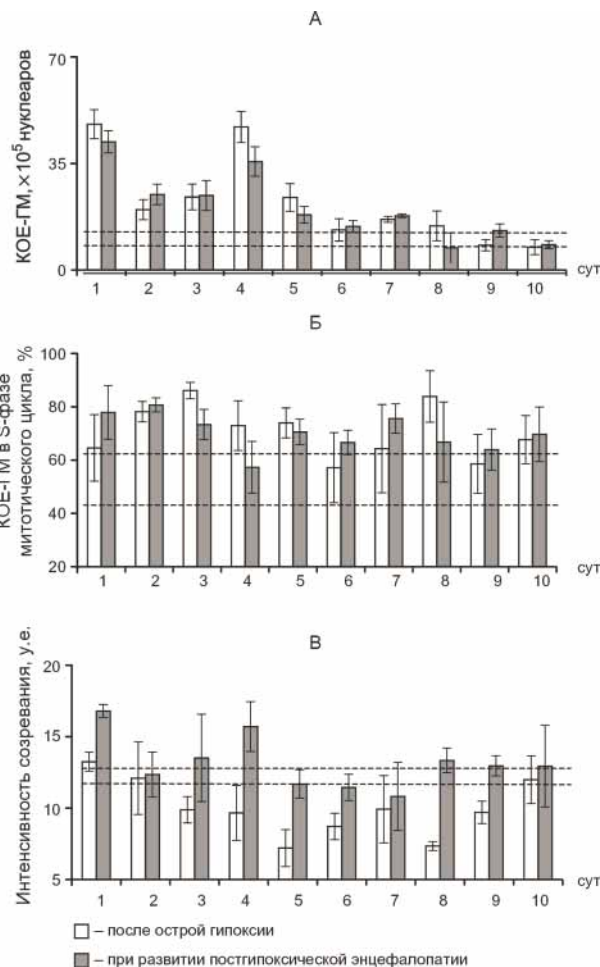 А
КОЕ-ГМ, ×10⁵ нуклеаров
70
35
0
1 2 3 4 5 6 7 8 9 10 сут
Б
КОЕ-ГМ в S-фазе
митотического цикла, %
100
80
60
40
20
1 2 3 4 5 6 7 8 9 10 сут
В
Интенсивность созревания, у.е.
20
15
10
5
1 2 3 4 5 6 7 8 9 10 сут
– после острой гипоксии
– при развитии постгипоксической энцефалопатии